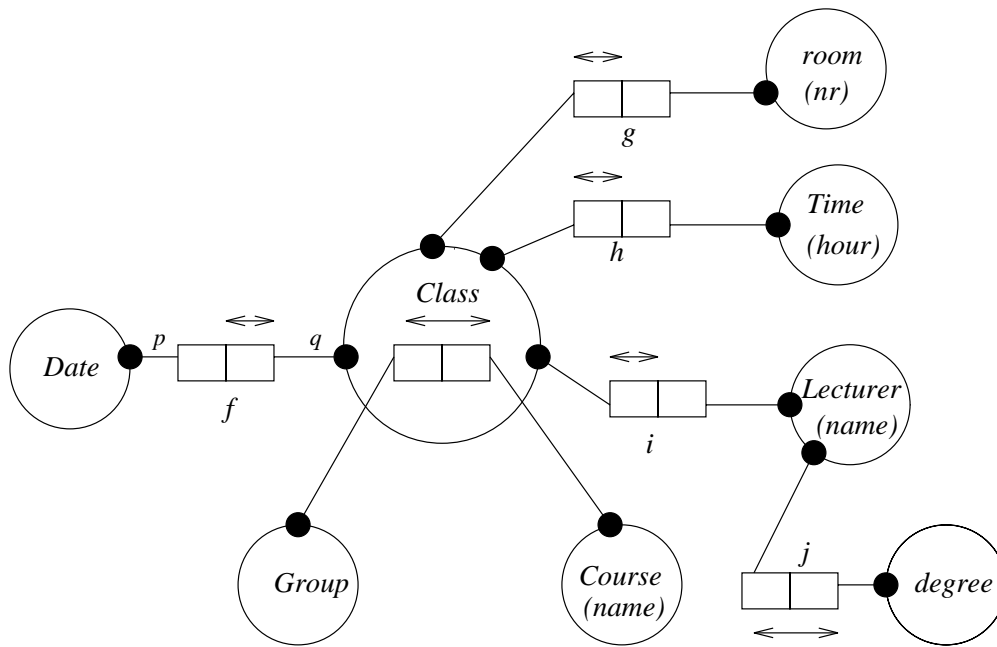 room
(nr)
g
Time
(hour)
h
Class
p
q
Date
f
Lecturer
(name)
i
j
Group
Course
(name)
degree